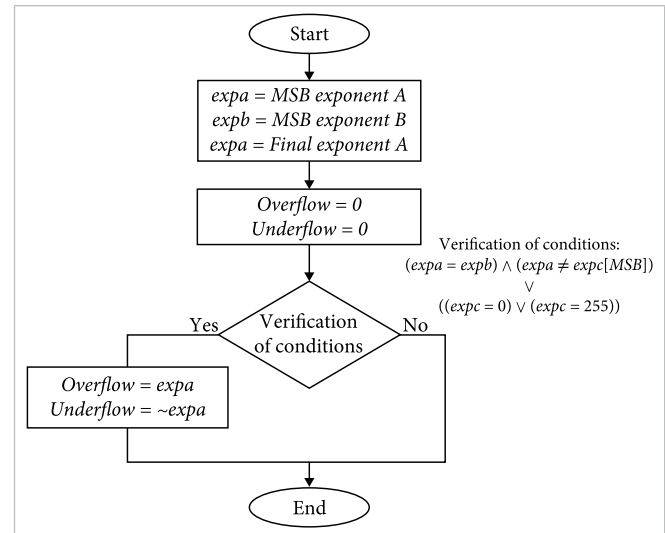 Start
expa = MSB exponent A
expb = MSB exponent B
expa = Final exponent A
Overflow = 0
Underflow = 0
Verification of conditions:
(expa = expb) ∧ (expa ≠ expc[MSB])
∨
((expc = 0) ∨ (expc = 255))
Yes
Verification
of conditions
No
Overflow = expa
Underflow = ~expa
End